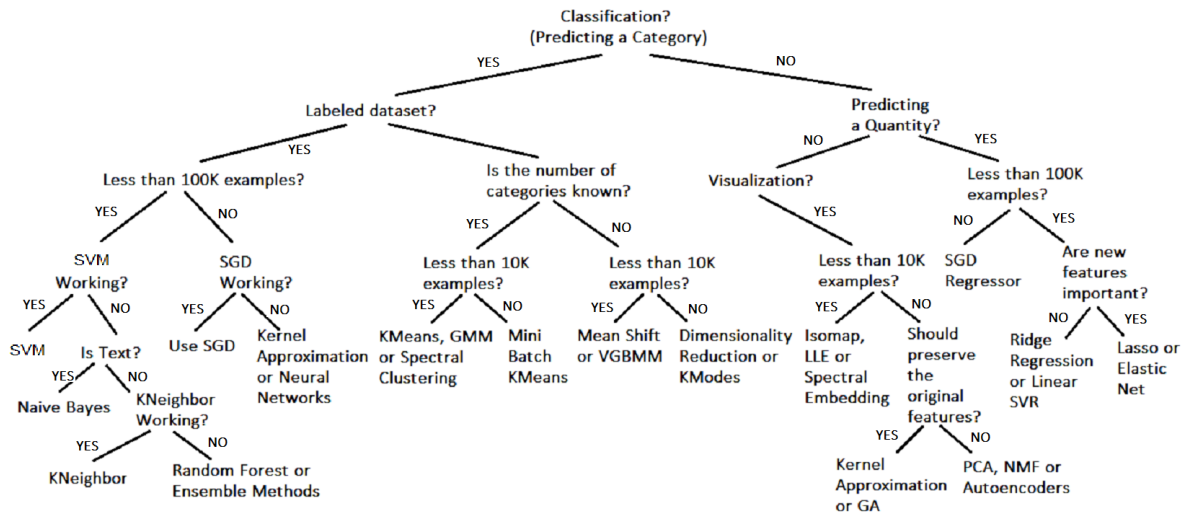 Classification?
(Predicting a Category)
YES
NO
Labeled dataset?
Predicting
a Quantity?
YES
NO
YES
Less than 100K examples?
Is the number of
categories known?
Visualization?
Less than 100K
examples?
YES
NO
YES
NO
YES
NO
YES
SVM
Working?
SGD
Working?
Less than 10K
examples?
Less than 10K
examples?
Less than 10K
examples?
SGD
Regressor
Are new
features
important?
YES
NO
YES
NO
YES
NO
YES
NO
YES
NO
NO
YES
SVM
Is Text?
Use SGD
Kernel
Approximation
or Neural
Networks
KMeans, GMM
or Spectral
Clustering
Mini
Batch
KMeans
Mean Shift
or VGBMM
Dimensionality
Reduction or
KModes
Isomap,
LLE or
Spectral
Embedding
Should
preserve
the
original
features?
Ridge
Regression
or Linear
SVR
Lasso or
Elastic
Net
YES
NO
Naive Bayes
KNeighbor
Working?
YES
NO
YES
NO
KNeighbor
Random Forest or
Ensemble Methods
Kernel
Approximation
or GA
PCA, NMF or
Autoencoders